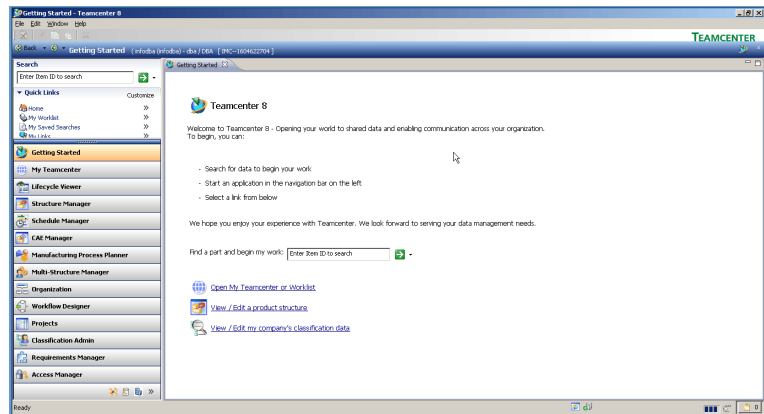 Getting Started - Teamcenter 8
File Edit Window Help
TEAMCENTER
Back
Getting Started ( infodba (infodba) - dba / DBA [ IMC--1604622704 ]
Search
Enter Item ID to search
Quick Links
Customize
Home
My Worklist
My Saved Searches
My Links
Getting Started
My Teamcenter
Lifecycle Viewer
Structure Manager
Schedule Manager
CAE Manager
Manufacturing Process Planner
Multi-Structure Manager
Organization
Workflow Designer
Projects
Classification Admin
Requirements Manager
Access Manager
Getting Started
Teamcenter 8
Welcome to Teamcenter 8 - Opening your world to shared data and enabling communication across your organization.
To begin, you can:
- Search for data to begin your work
- Start an application in the navigation bar on the left
- Select a link from below
We hope you enjoy your experience with Teamcenter. We look forward to serving your data management needs.
Find a part and begin my work: Enter Item ID to search
Open My Teamcenter or Worklist
View / Edit a product structure
View / Edit my company's classification data
Ready
0